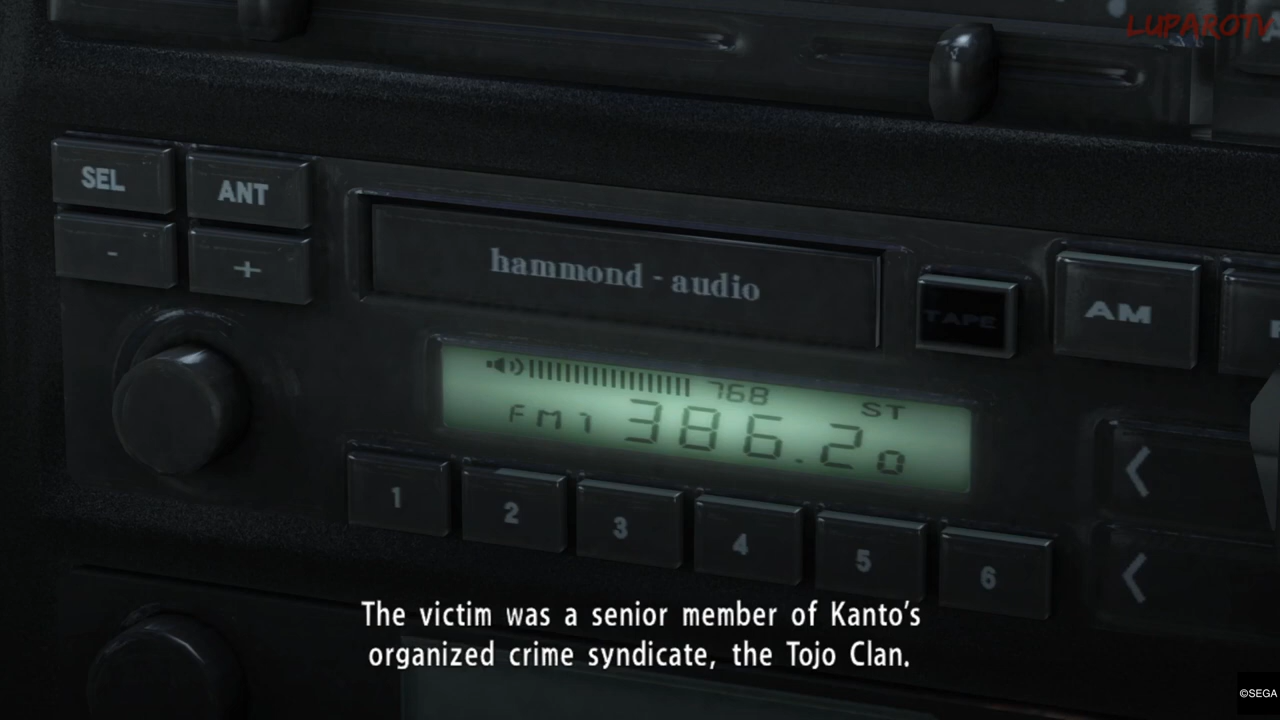 LUPAROTV
SEL
ANT
-
+
hammond - audio
TAPE
AM
768
ST
FM1 386.20
1
2
3
4
5
6
The victim was a senior member of Kanto's
organized crime syndicate, the Tojo Clan.
©SEGA